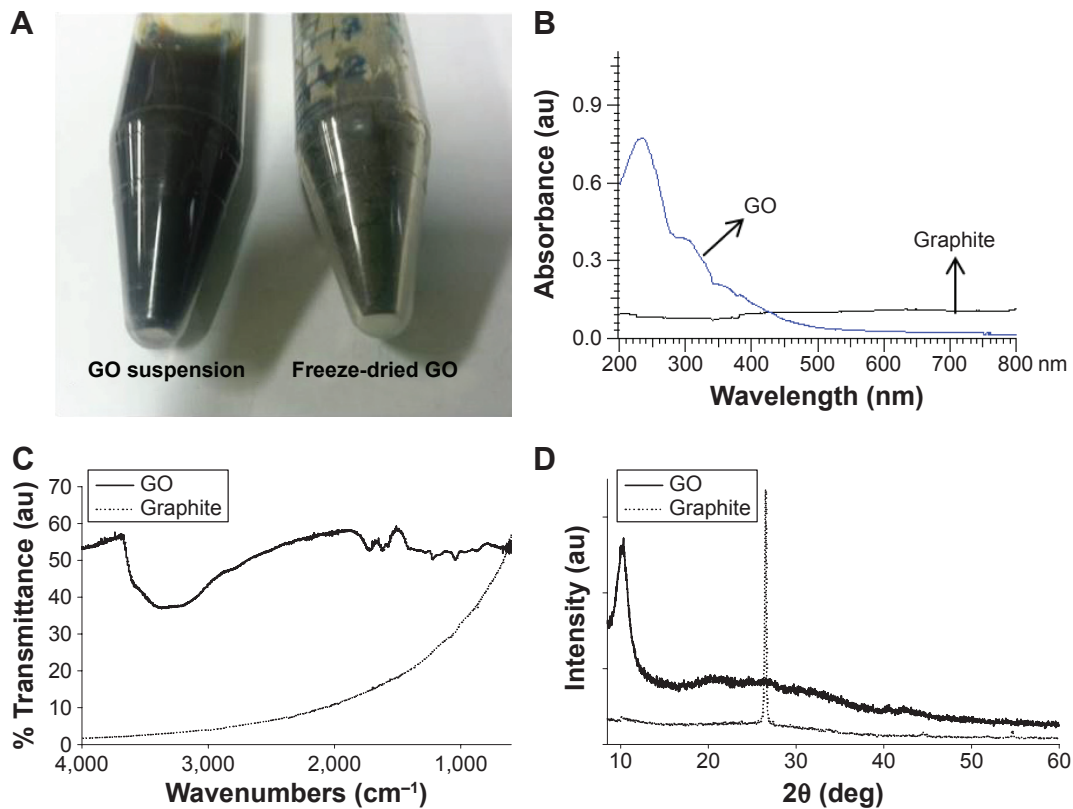 A
GO suspension
Freeze-dried GO
B
Absorbance (au)
0.9
0.6
0.3
0.0
GO
Graphite
200 300 400 500 600 700 800 nm
Wavelength (nm)
C
GO
Graphite
% Transmittance (au)
70
60
50
40
30
20
10
0
4,000 3,000 2,000 1,000
Wavenumbers (cm⁻¹)
D
GO
Graphite
Intensity (au)
10 20 30 40 50 60
2θ (deg)